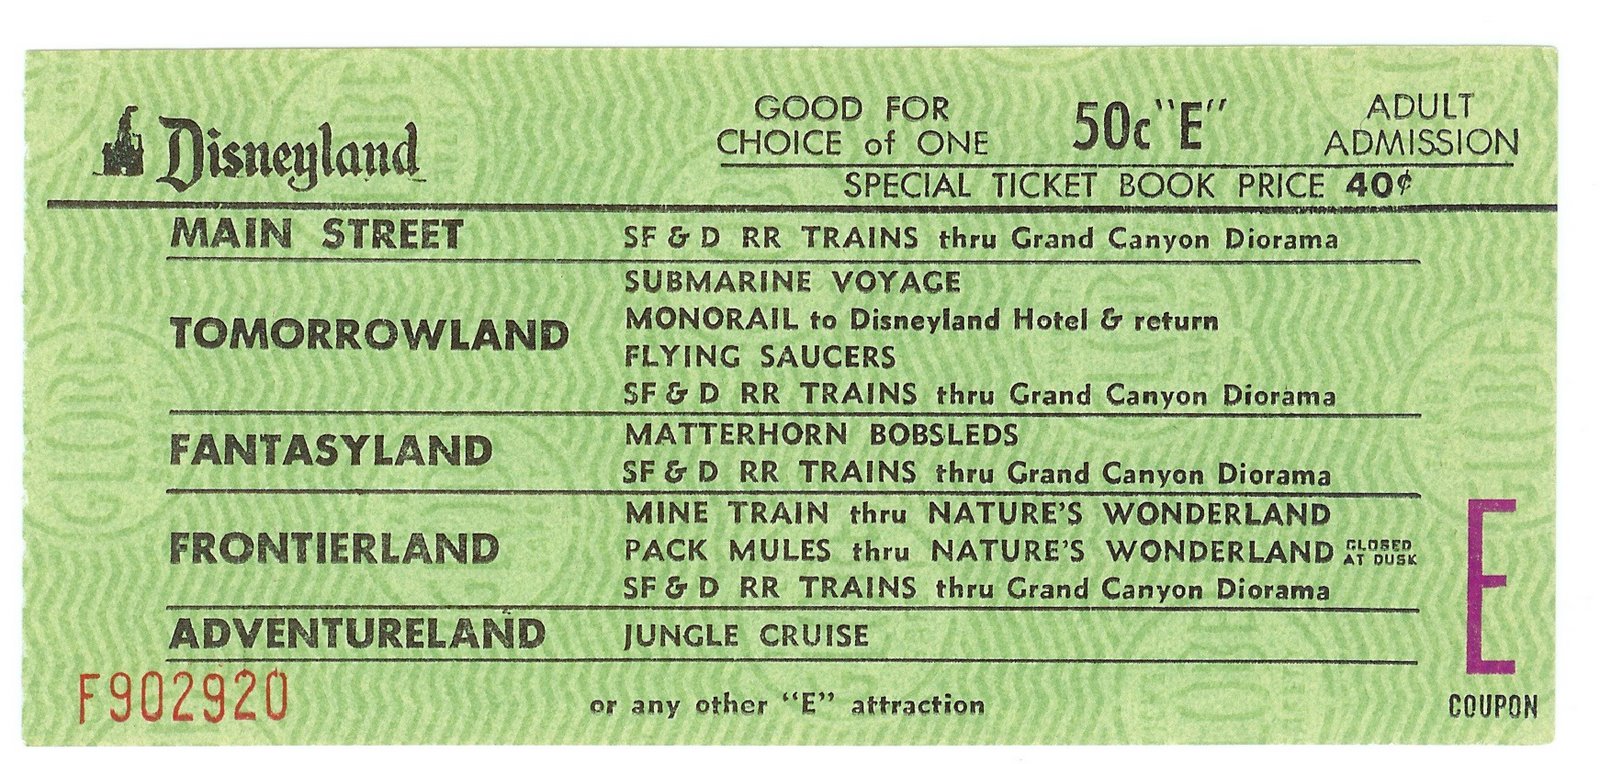 Disneyland
GOOD FOR
CHOICE of ONE
50c "E"
ADULT
ADMISSION
SPECIAL TICKET BOOK PRICE 40¢
MAIN STREET
SF & D RR TRAINS thru Grand Canyon Diorama
TOMORROWLAND
SUBMARINE VOYAGE
MONORAIL to Disneyland Hotel & return
FLYING SAUCERS
SF & D RR TRAINS thru Grand Canyon Diorama
FANTASYLAND
MATTERHORN BOBSLEDS
SF & D RR TRAINS thru Grand Canyon Diorama
FRONTIERLAND
MINE TRAIN thru NATURE'S WONDERLAND
PACK MULES thru NATURE'S WONDERLAND CLOSED AT DUSK
SF & D RR TRAINS thru Grand Canyon Diorama
ADVENTURELAND
JUNGLE CRUISE
E
COUPON
F902920
or any other "E" attraction
GLOBE
GLOBE